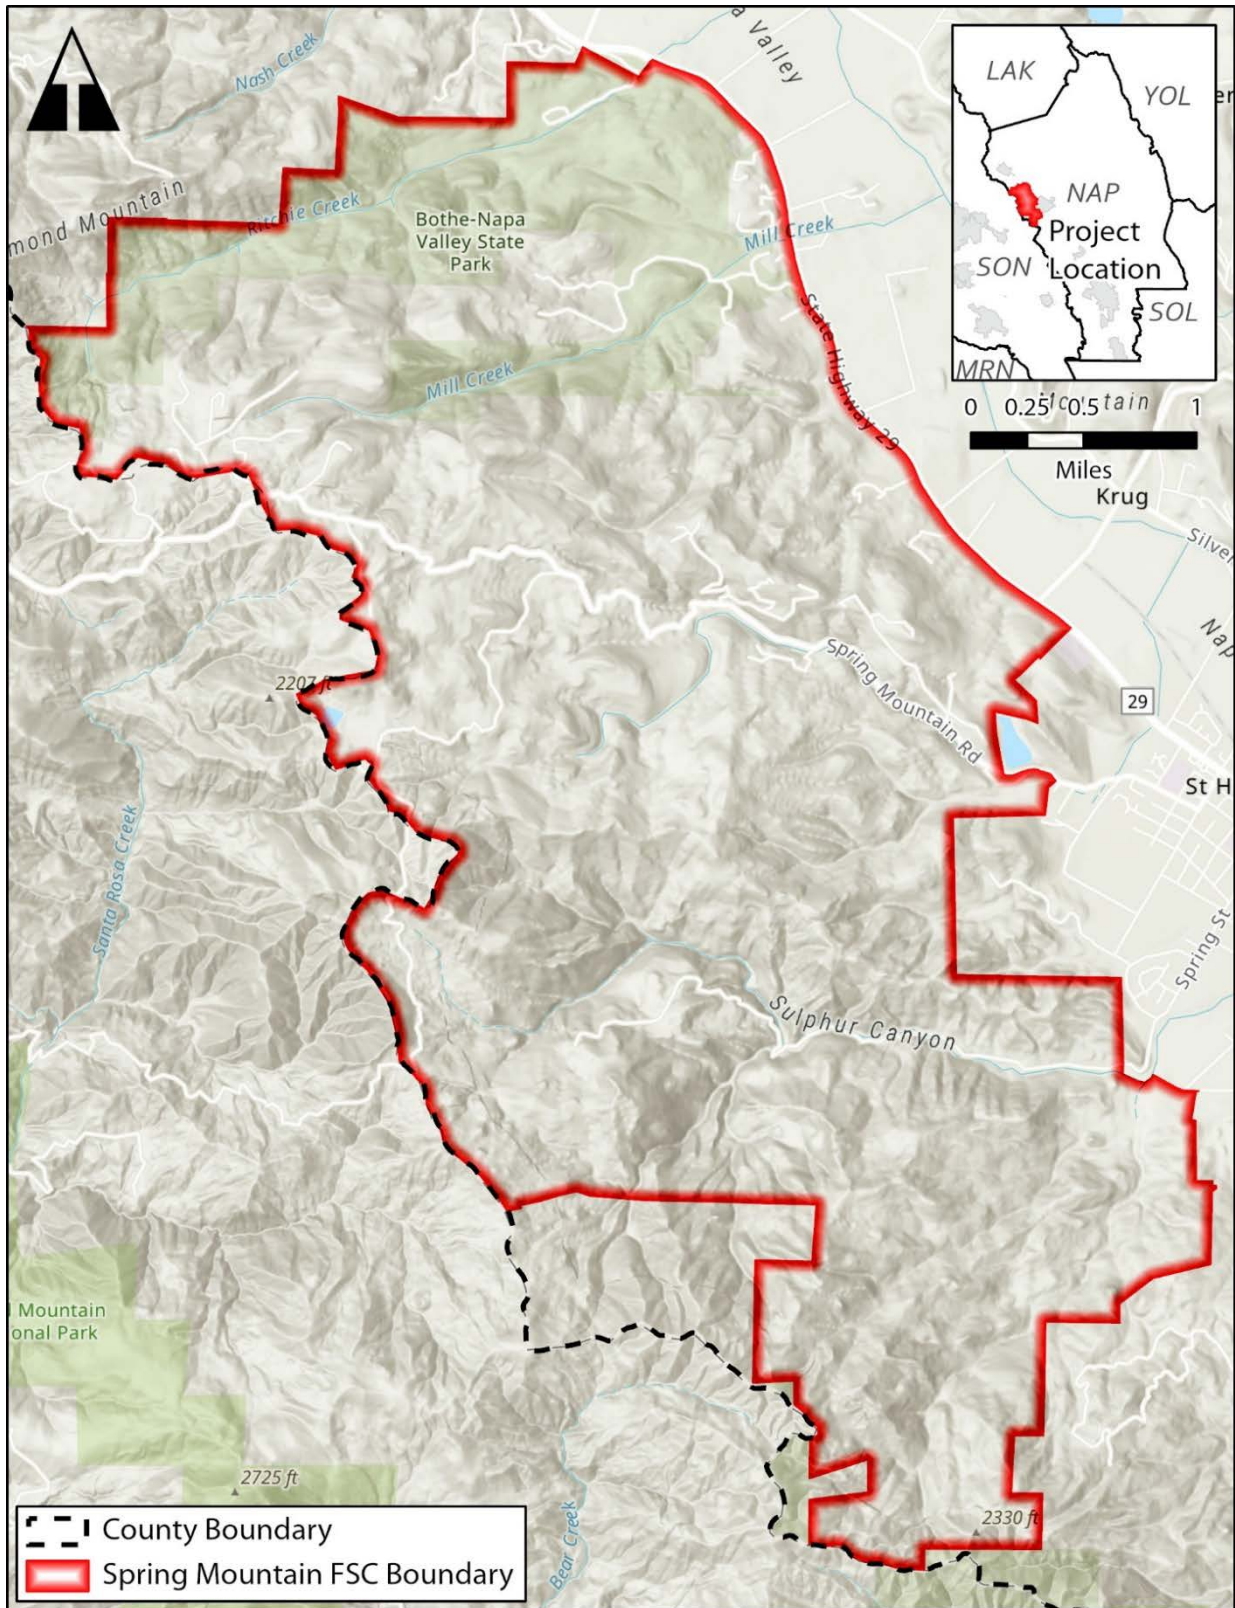 Nash Creek
a Valley
LAK
YOL
er
NAP
Project
Location
SON
SOL
MRN
mond Mountain
Ritchie Creek
Bothe-Napa
Valley State
Park
Mill Creek
State Highway 29
Mill Creek
0 0.25 0.5 1
Miles
Krug
Silver
Nap
2207 ft
Spring Mountain Rd
29
St H
Santa Rosa Creek
Spring St
Sulphur Canyon
l Mountain
onal Park
2725 ft
Bear Creek
2330 ft
County Boundary
Spring Mountain FSC Boundary